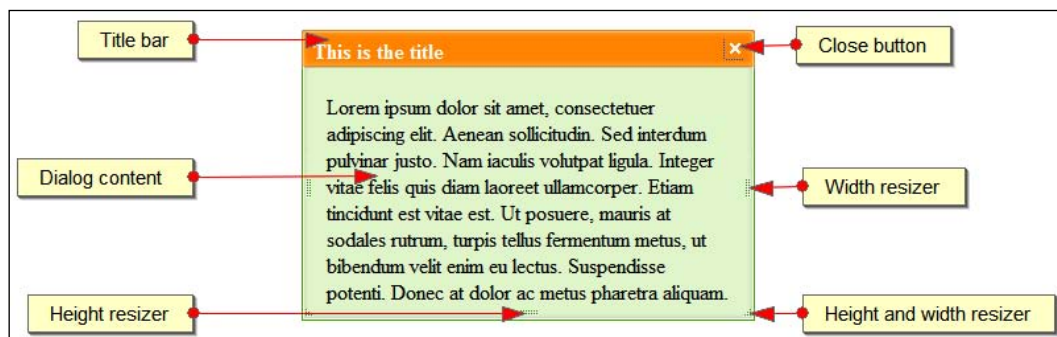 Title bar
This is the title
Close button
Lorem ipsum dolor sit amet, consectetuer
adipiscing elit. Aenean sollicitudin. Sed interdum
pulvinar justo. Nam iaculis volutpat ligula. Integer
vitae felis quis diam laoreet ullamcorper. Etiam
tincidunt est vitae est. Ut posuere, mauris at
sodales rutrum, turpis tellus fermentum metus, ut
bibendum velit enim eu lectus. Suspendisse
potenti. Donec at dolor ac metus pharetra aliquam.
Dialog content
Width resizer
Height resizer
Height and width resizer